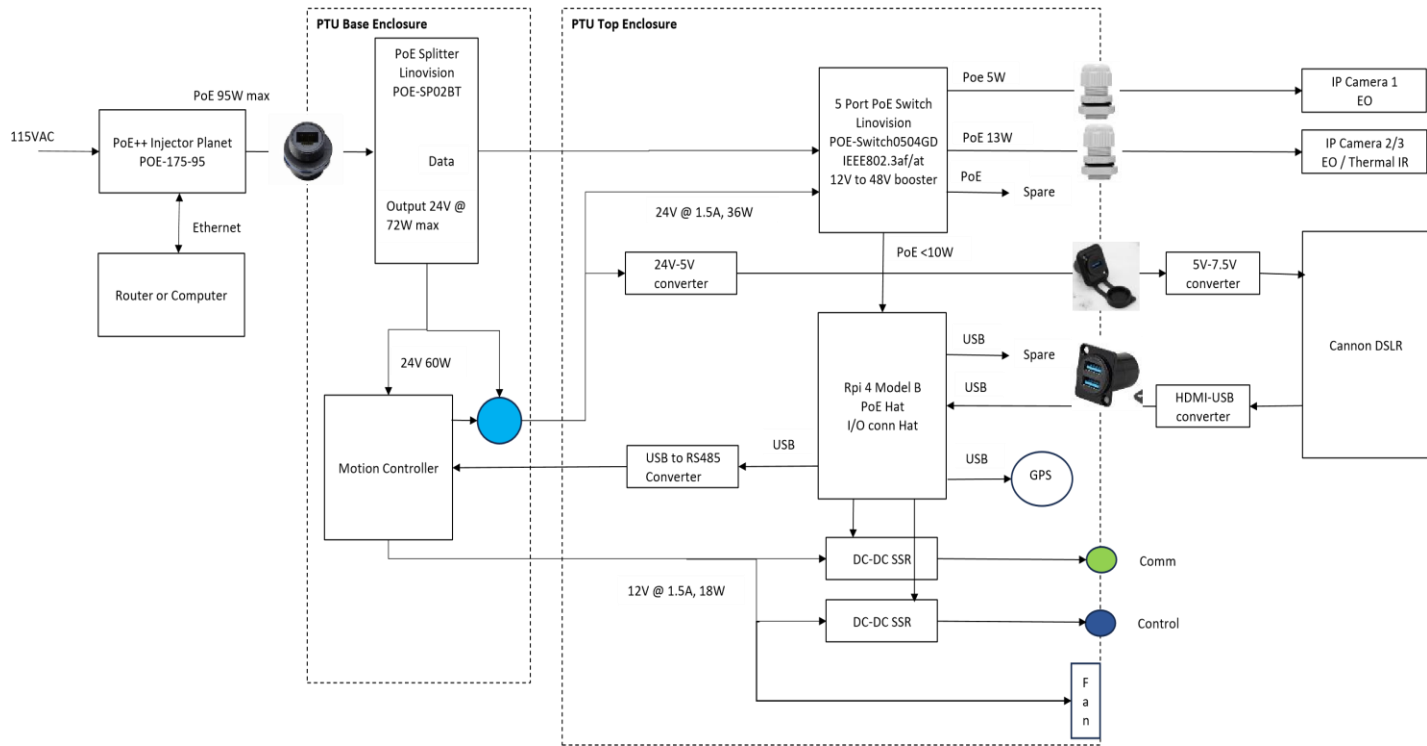 PTU Base Enclosure
PTU Top Enclosure
115VAC
PoE++ Injector Planet
POE-175-95
PoE 95W max
Ethernet
Router or Computer
PoE Splitter
Linovision
POE-SP02BT
Data
Output 24V @
72W max
24V 60W
Motion Controller
24V @ 1.5A, 36W
5 Port PoE Switch
Linovision
POE-Switch0504GD
IEEE802.3af/at
12V to 48V booster
Poe 5W
PoE 13W
PoE
Spare
IP Camera 1
EO
IP Camera 2/3
EO / Thermal IR
PoE <10W
24V-5V
converter
5V-7.5V
converter
Cannon DSLR
Rpi 4 Model B
PoE Hat
I/O conn Hat
USB
Spare
USB
HDMI-USB
converter
USB
GPS
USB
USB to RS485
Converter
DC-DC SSR
Comm
12V @ 1.5A, 18W
DC-DC SSR
Control
F
a
n